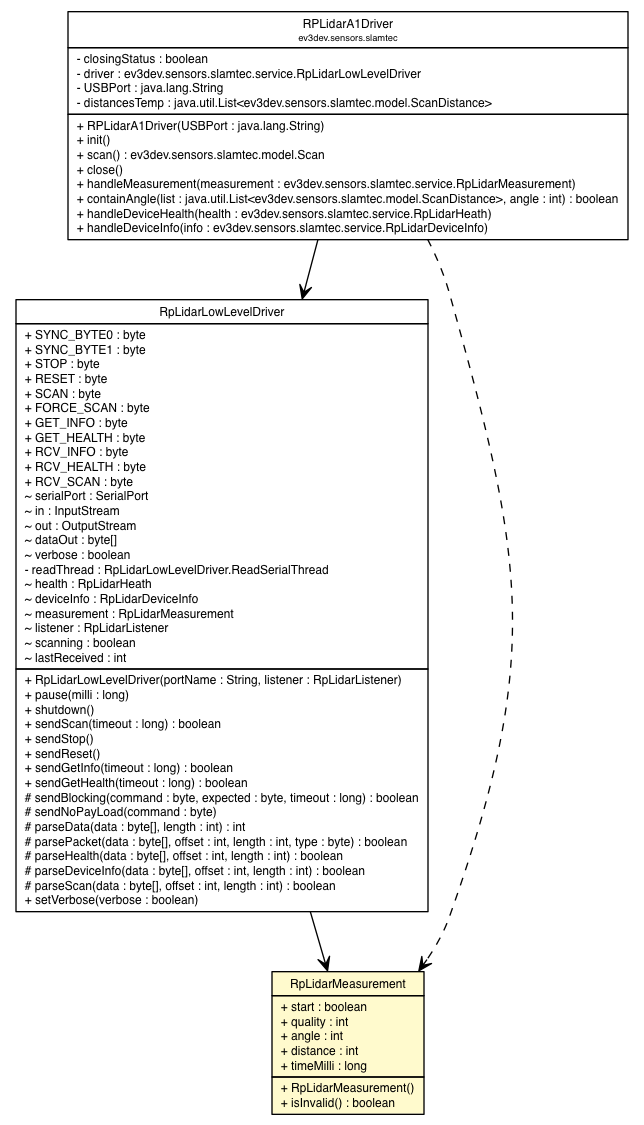 RPLidarA1Driver
ev3dev.sensors.slamtec
- closingStatus : boolean
- driver : ev3dev.sensors.slamtec.service.RpLidarLowLevelDriver
- USBPort : java.lang.String
- distancesTemp : java.util.List<ev3dev.sensors.slamtec.model.ScanDistance>
+ RPLidarA1Driver(USBPort : java.lang.String)
+ init()
+ scan() : ev3dev.sensors.slamtec.model.Scan
+ close()
+ handleMeasurement(measurement : ev3dev.sensors.slamtec.service.RpLidarMeasurement)
+ containAngle(list : java.util.List<ev3dev.sensors.slamtec.model.ScanDistance>, angle : int) : boolean
+ handleDeviceHealth(health : ev3dev.sensors.slamtec.service.RpLidarHeath)
+ handleDeviceInfo(info : ev3dev.sensors.slamtec.service.RpLidarDeviceInfo)
RpLidarLowLevelDriver
+ SYNC_BYTE0 : byte
+ SYNC_BYTE1 : byte
+ STOP : byte
+ RESET : byte
+ SCAN : byte
+ FORCE_SCAN : byte
+ GET_INFO : byte
+ GET_HEALTH : byte
+ RCV_INFO : byte
+ RCV_HEALTH : byte
+ RCV_SCAN : byte
~ serialPort : SerialPort
~ in : InputStream
~ out : OutputStream
~ dataOut : byte[]
~ verbose : boolean
- readThread : RpLidarLowLevelDriver.ReadSerialThread
~ health : RpLidarHeath
~ deviceInfo : RpLidarDeviceInfo
~ measurement : RpLidarMeasurement
~ listener : RpLidarListener
~ scanning : boolean
~ lastReceived : int
+ RpLidarLowLevelDriver(portName : String, listener : RpLidarListener)
+ pause(milli : long)
+ shutdown()
+ sendScan(timeout : long) : boolean
+ sendStop()
+ sendReset()
+ sendGetInfo(timeout : long) : boolean
+ sendGetHealth(timeout : long) : boolean
# sendBlocking(command : byte, expected : byte, timeout : long) : boolean
# sendNoPayLoad(command : byte)
# parseData(data : byte[], length : int) : int
# parsePacket(data : byte[], offset : int, length : int, type : byte) : boolean
# parseHealth(data : byte[], offset : int, length : int) : boolean
# parseDeviceInfo(data : byte[], offset : int, length : int) : boolean
# parseScan(data : byte[], offset : int, length : int) : boolean
+ setVerbose(verbose : boolean)
RpLidarMeasurement
+ start : boolean
+ quality : int
+ angle : int
+ distance : int
+ timeMilli : long
+ RpLidarMeasurement()
+ isInvalid() : boolean